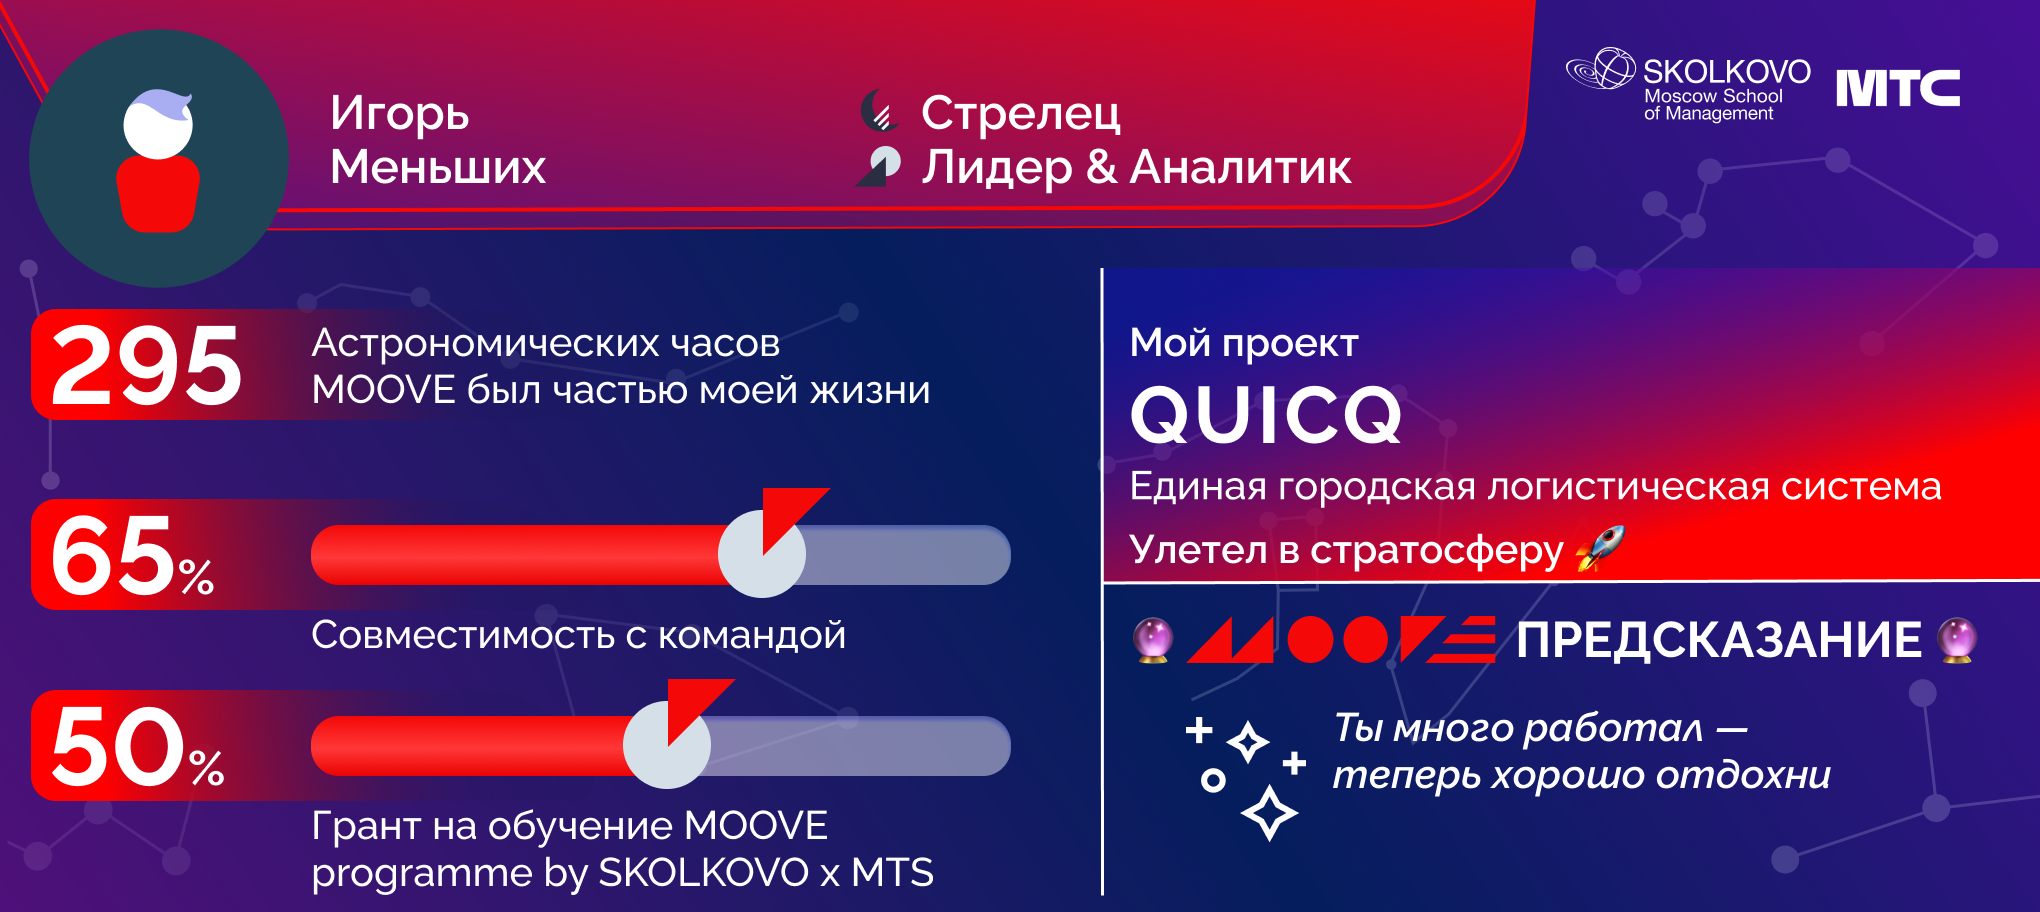 Игорь
Меньших
Стрелец
Лидер & Аналитик
SKOLKOVO
Moscow School
of Management
МТС
295
Астрономических часов
MOOVE был частью моей жизни
65%
Совместимость с командой
50%
Грант на обучение MOOVE
programme by SKOLKOVO x MTS
Мой проект
QUICQ
Единая городская логистическая система
Улетел в стратосферу 🚀
🔮 MOOVE ПРЕДСКАЗАНИЕ 🔮
Ты много работал —
теперь хорошо отдохни